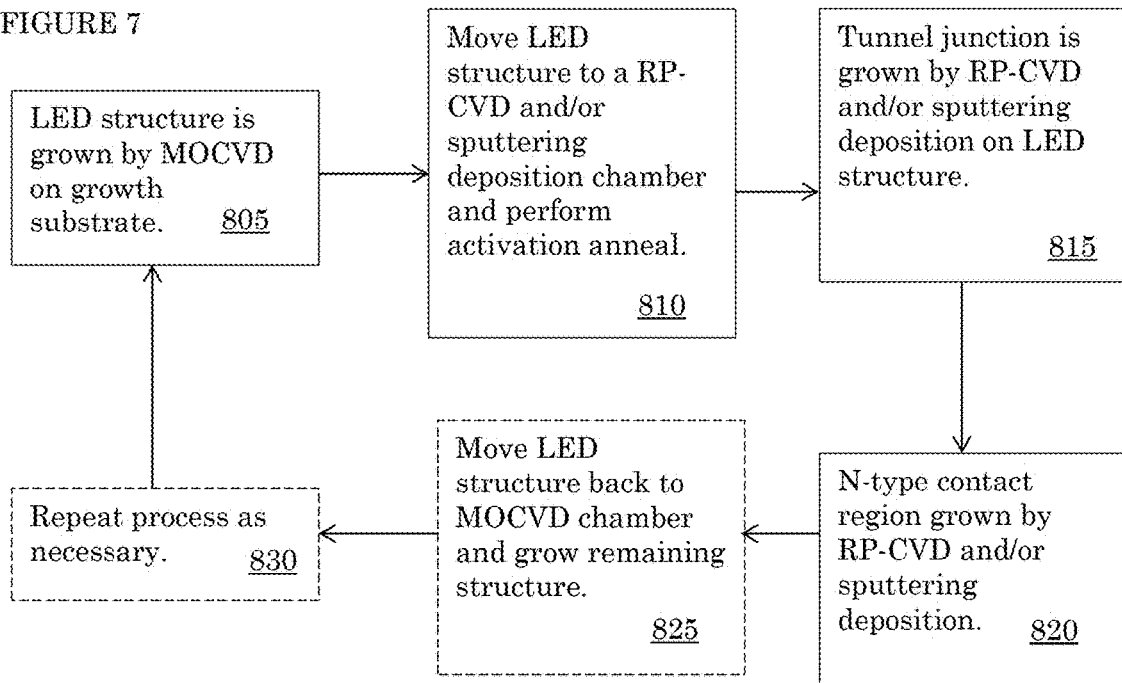 FIGURE 7
LED structure is
grown by MOCVD
on growth
substrate. 805
Move LED
structure to a RP-
CVD and/or
sputtering
deposition chamber
and perform
activation anneal.
810
Tunnel junction is
grown by RP-CVD
and/or sputtering
deposition on LED
structure.
815
N-type contact
region grown by
RP-CVD and/or
sputtering
deposition. 820
Move LED
structure back to
MOCVD chamber
and grow remaining
structure.
825
Repeat process as
necessary. 830